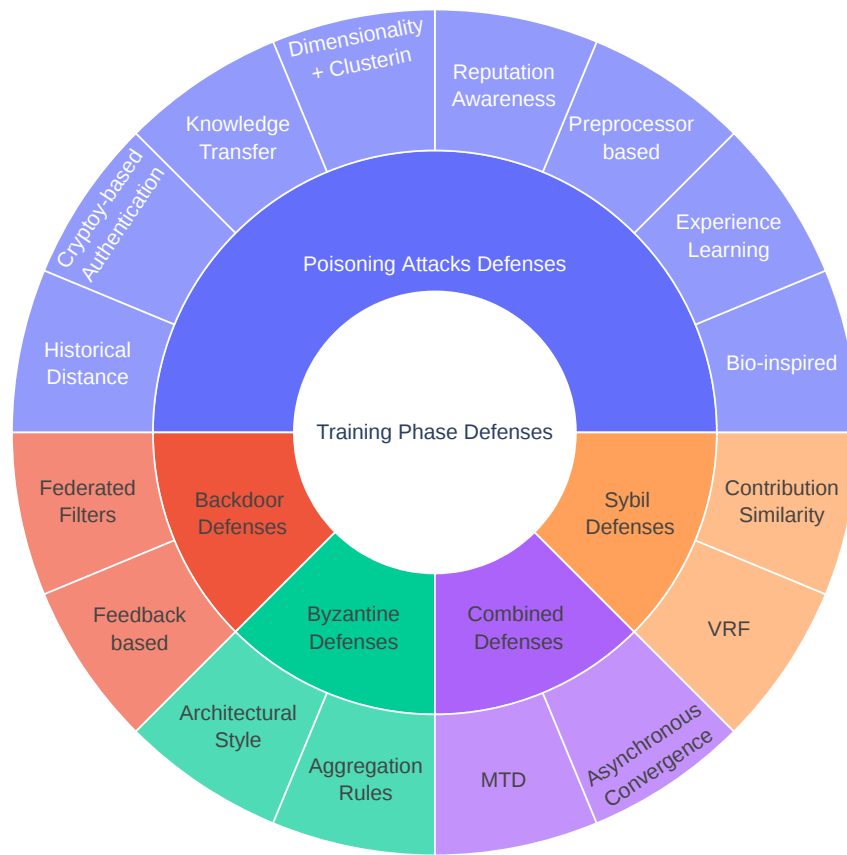 Dimensionality
+ Clusterin
Reputation
Awareness
Knowledge
Transfer
Preprocessor
based
Cryptoy-based
Authentication
Experience
Learning
Poisoning Attacks Defenses
Historical
Distance
Bio-inspired
Training Phase Defenses
Federated
Filters
Backdoor
Defenses
Sybil
Defenses
Contribution
Similarity
Feedback
based
Byzantine
Defenses
Combined
Defenses
VRF
Architectural
Style
Aggregation
Rules
MTD
Asynchronous
Convergence